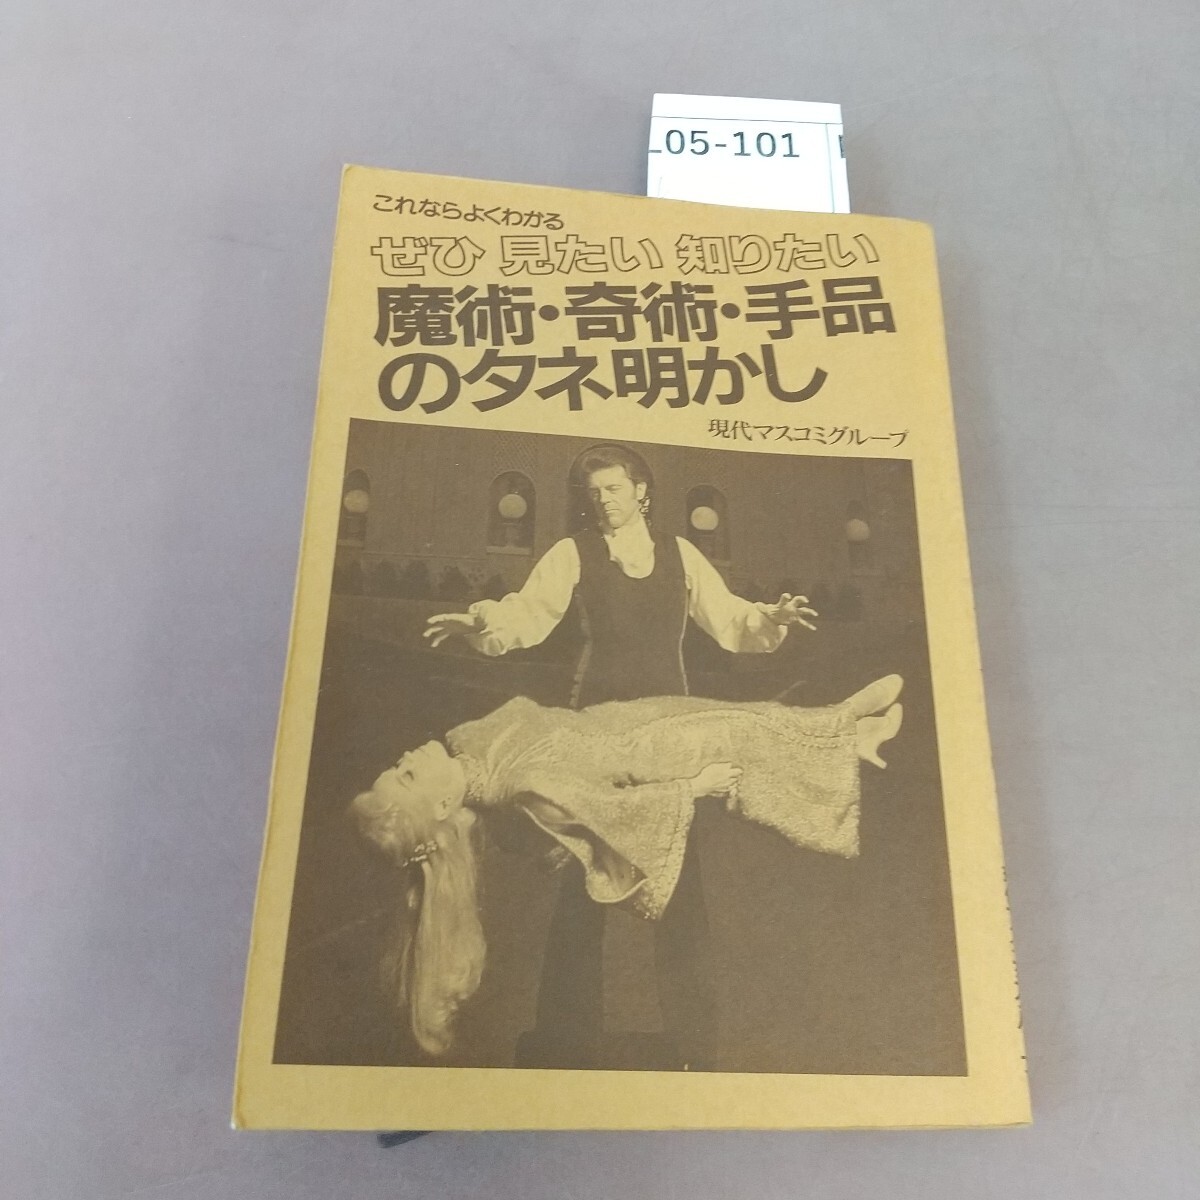 05-101
これならよくわかる
ぜひ 見たい 知りたい
魔術・奇術・手品
のタネ明かし
現代マスコミグループ